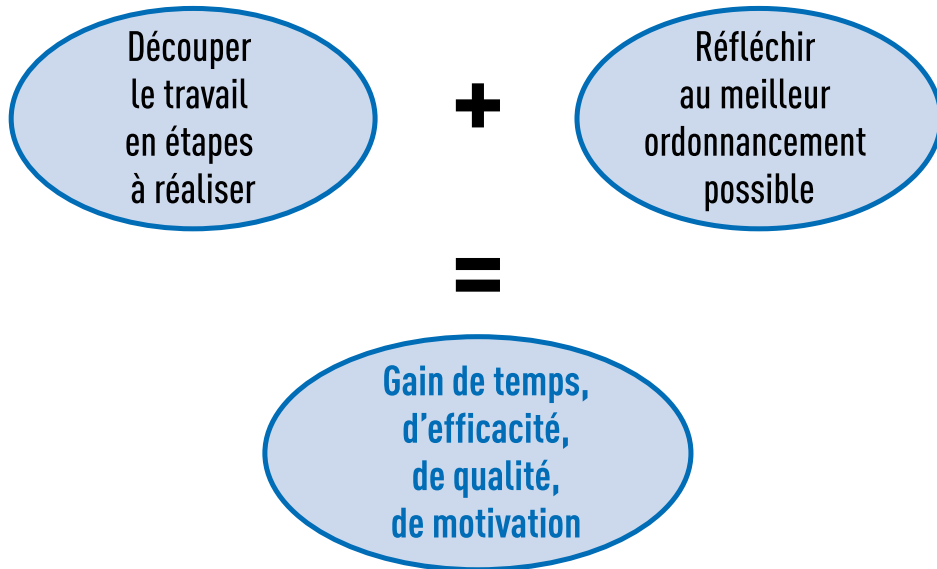 Découper
le travail
en étapes
à réaliser
+
Réfléchir
au meilleur
ordonnancement
possible
=
Gain de temps,
d’efficacité,
de qualité,
de motivation